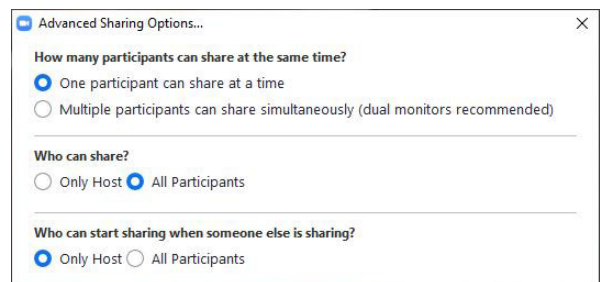 Advanced Sharing Options...
How many participants can share at the same time?
One participant can share at a time
Multiple participants can share simultaneously (dual monitors recommended)
Who can share?
Only Host All Participants
Who can start sharing when someone else is sharing?
Only Host All Participants